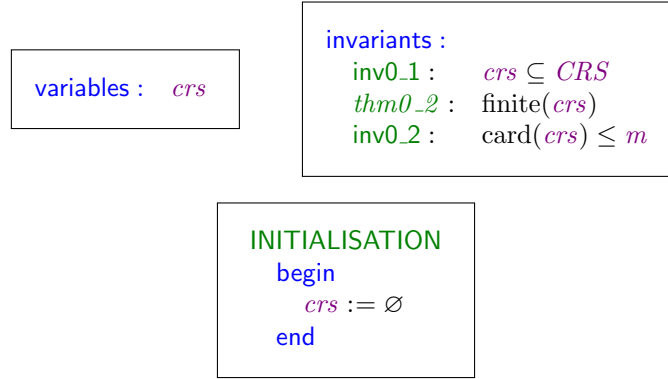 variables : crs
invariants :
inv0_1 : crs ⊆ CRS
thm0_2 : finite(crs)
inv0_2 : card(crs) ≤ m
INITIALISATION
begin
crs := ∅
end